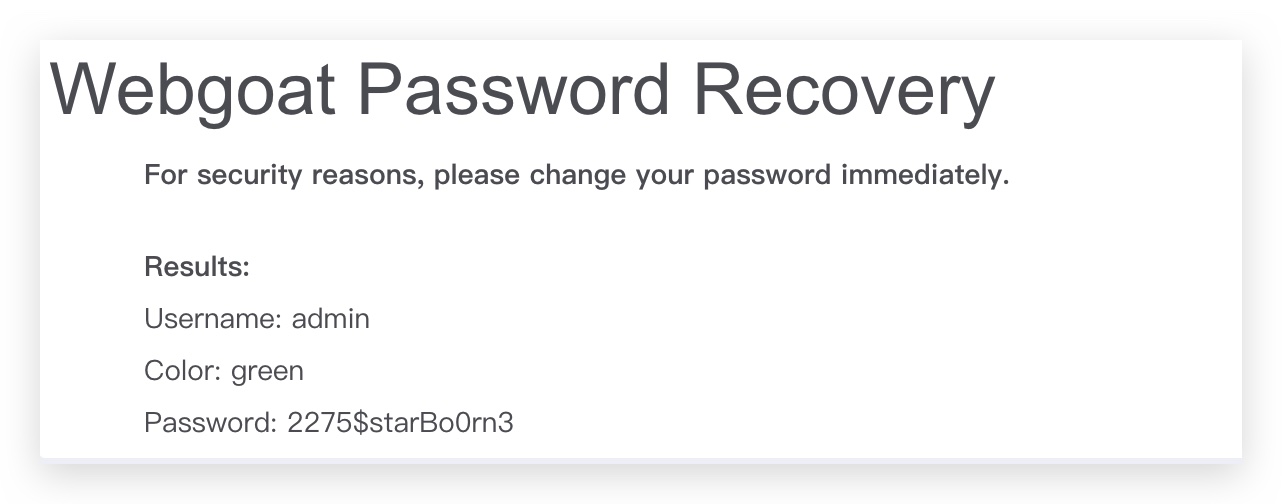 Webgoat Password Recovery
For security reasons, please change your password immediately.
Results:
Username: admin
Color: green
Password: 2275$starBo0rn3